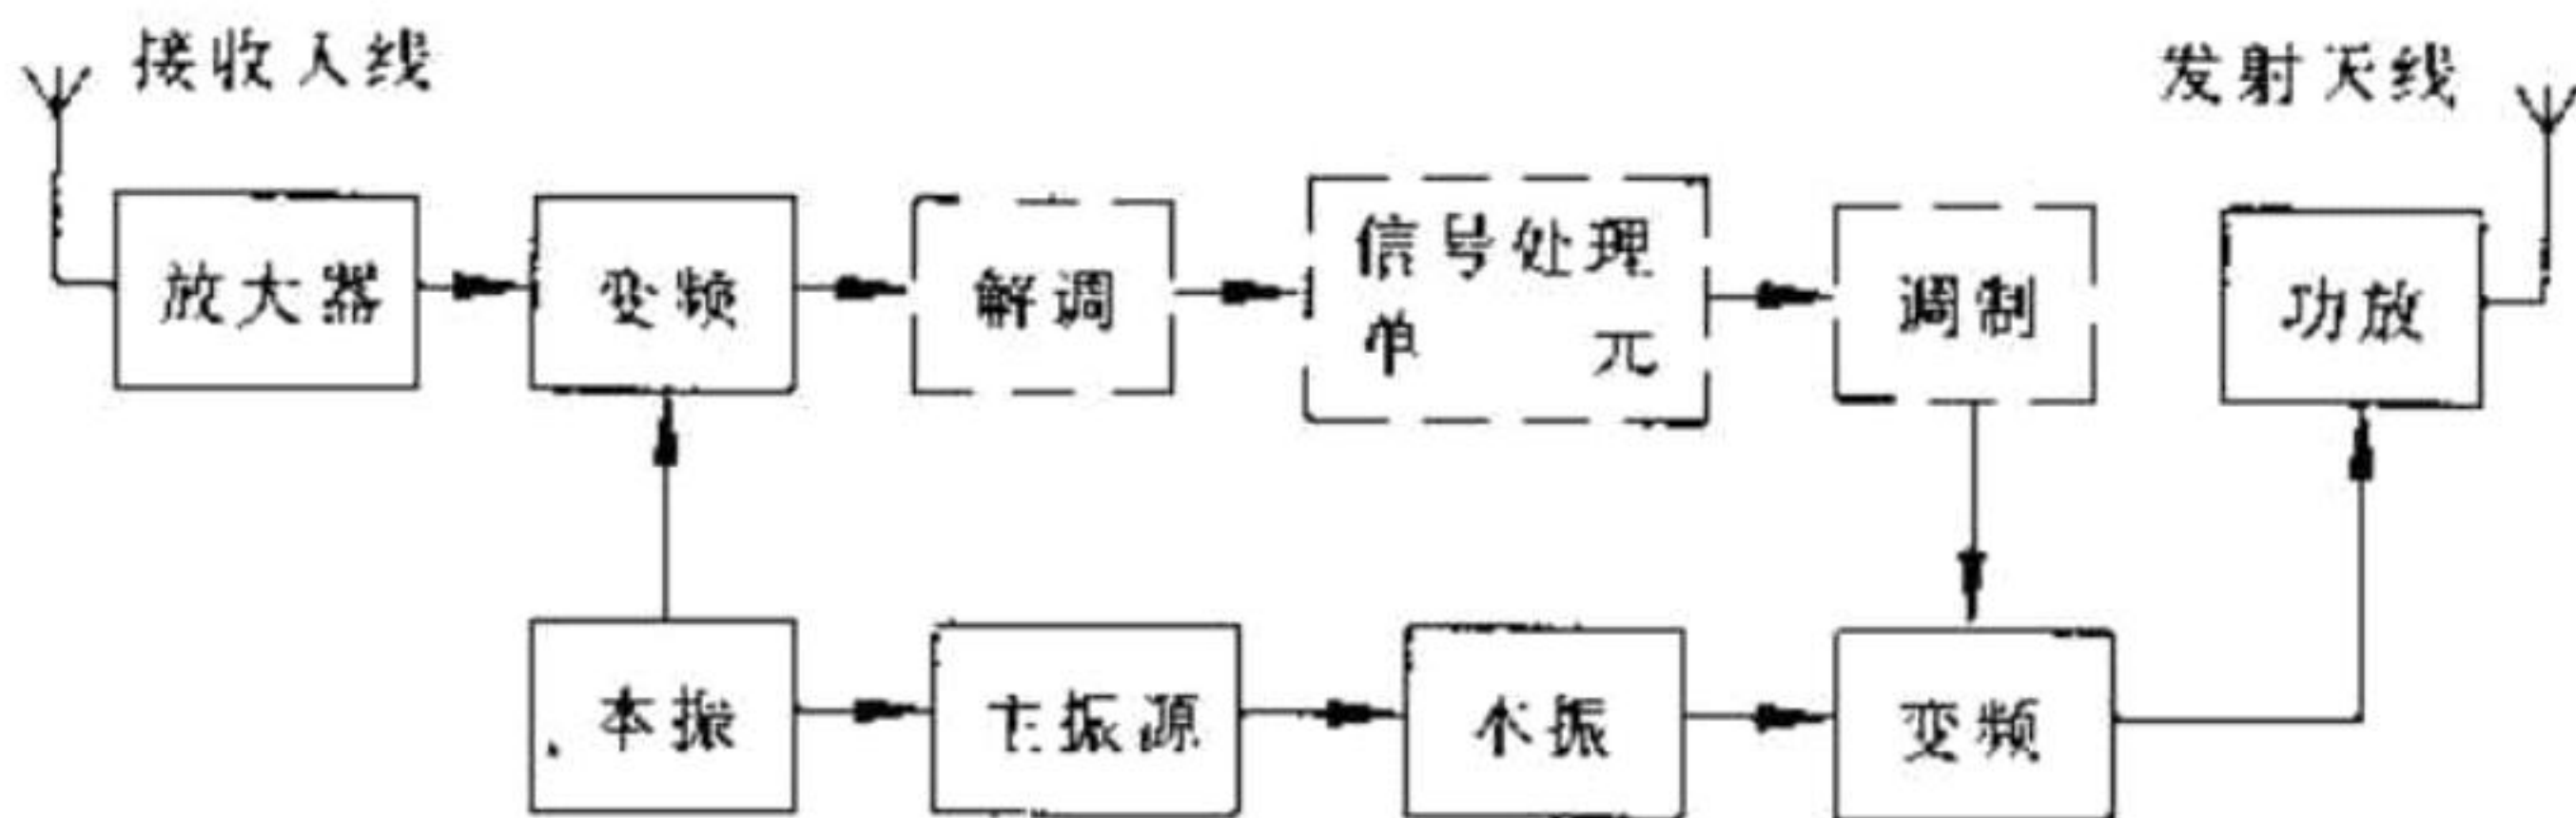 接收天线
发射天线
放大器
变频
解调
信号处理
单 元
调制
功放
本振
主振源
本振
变频